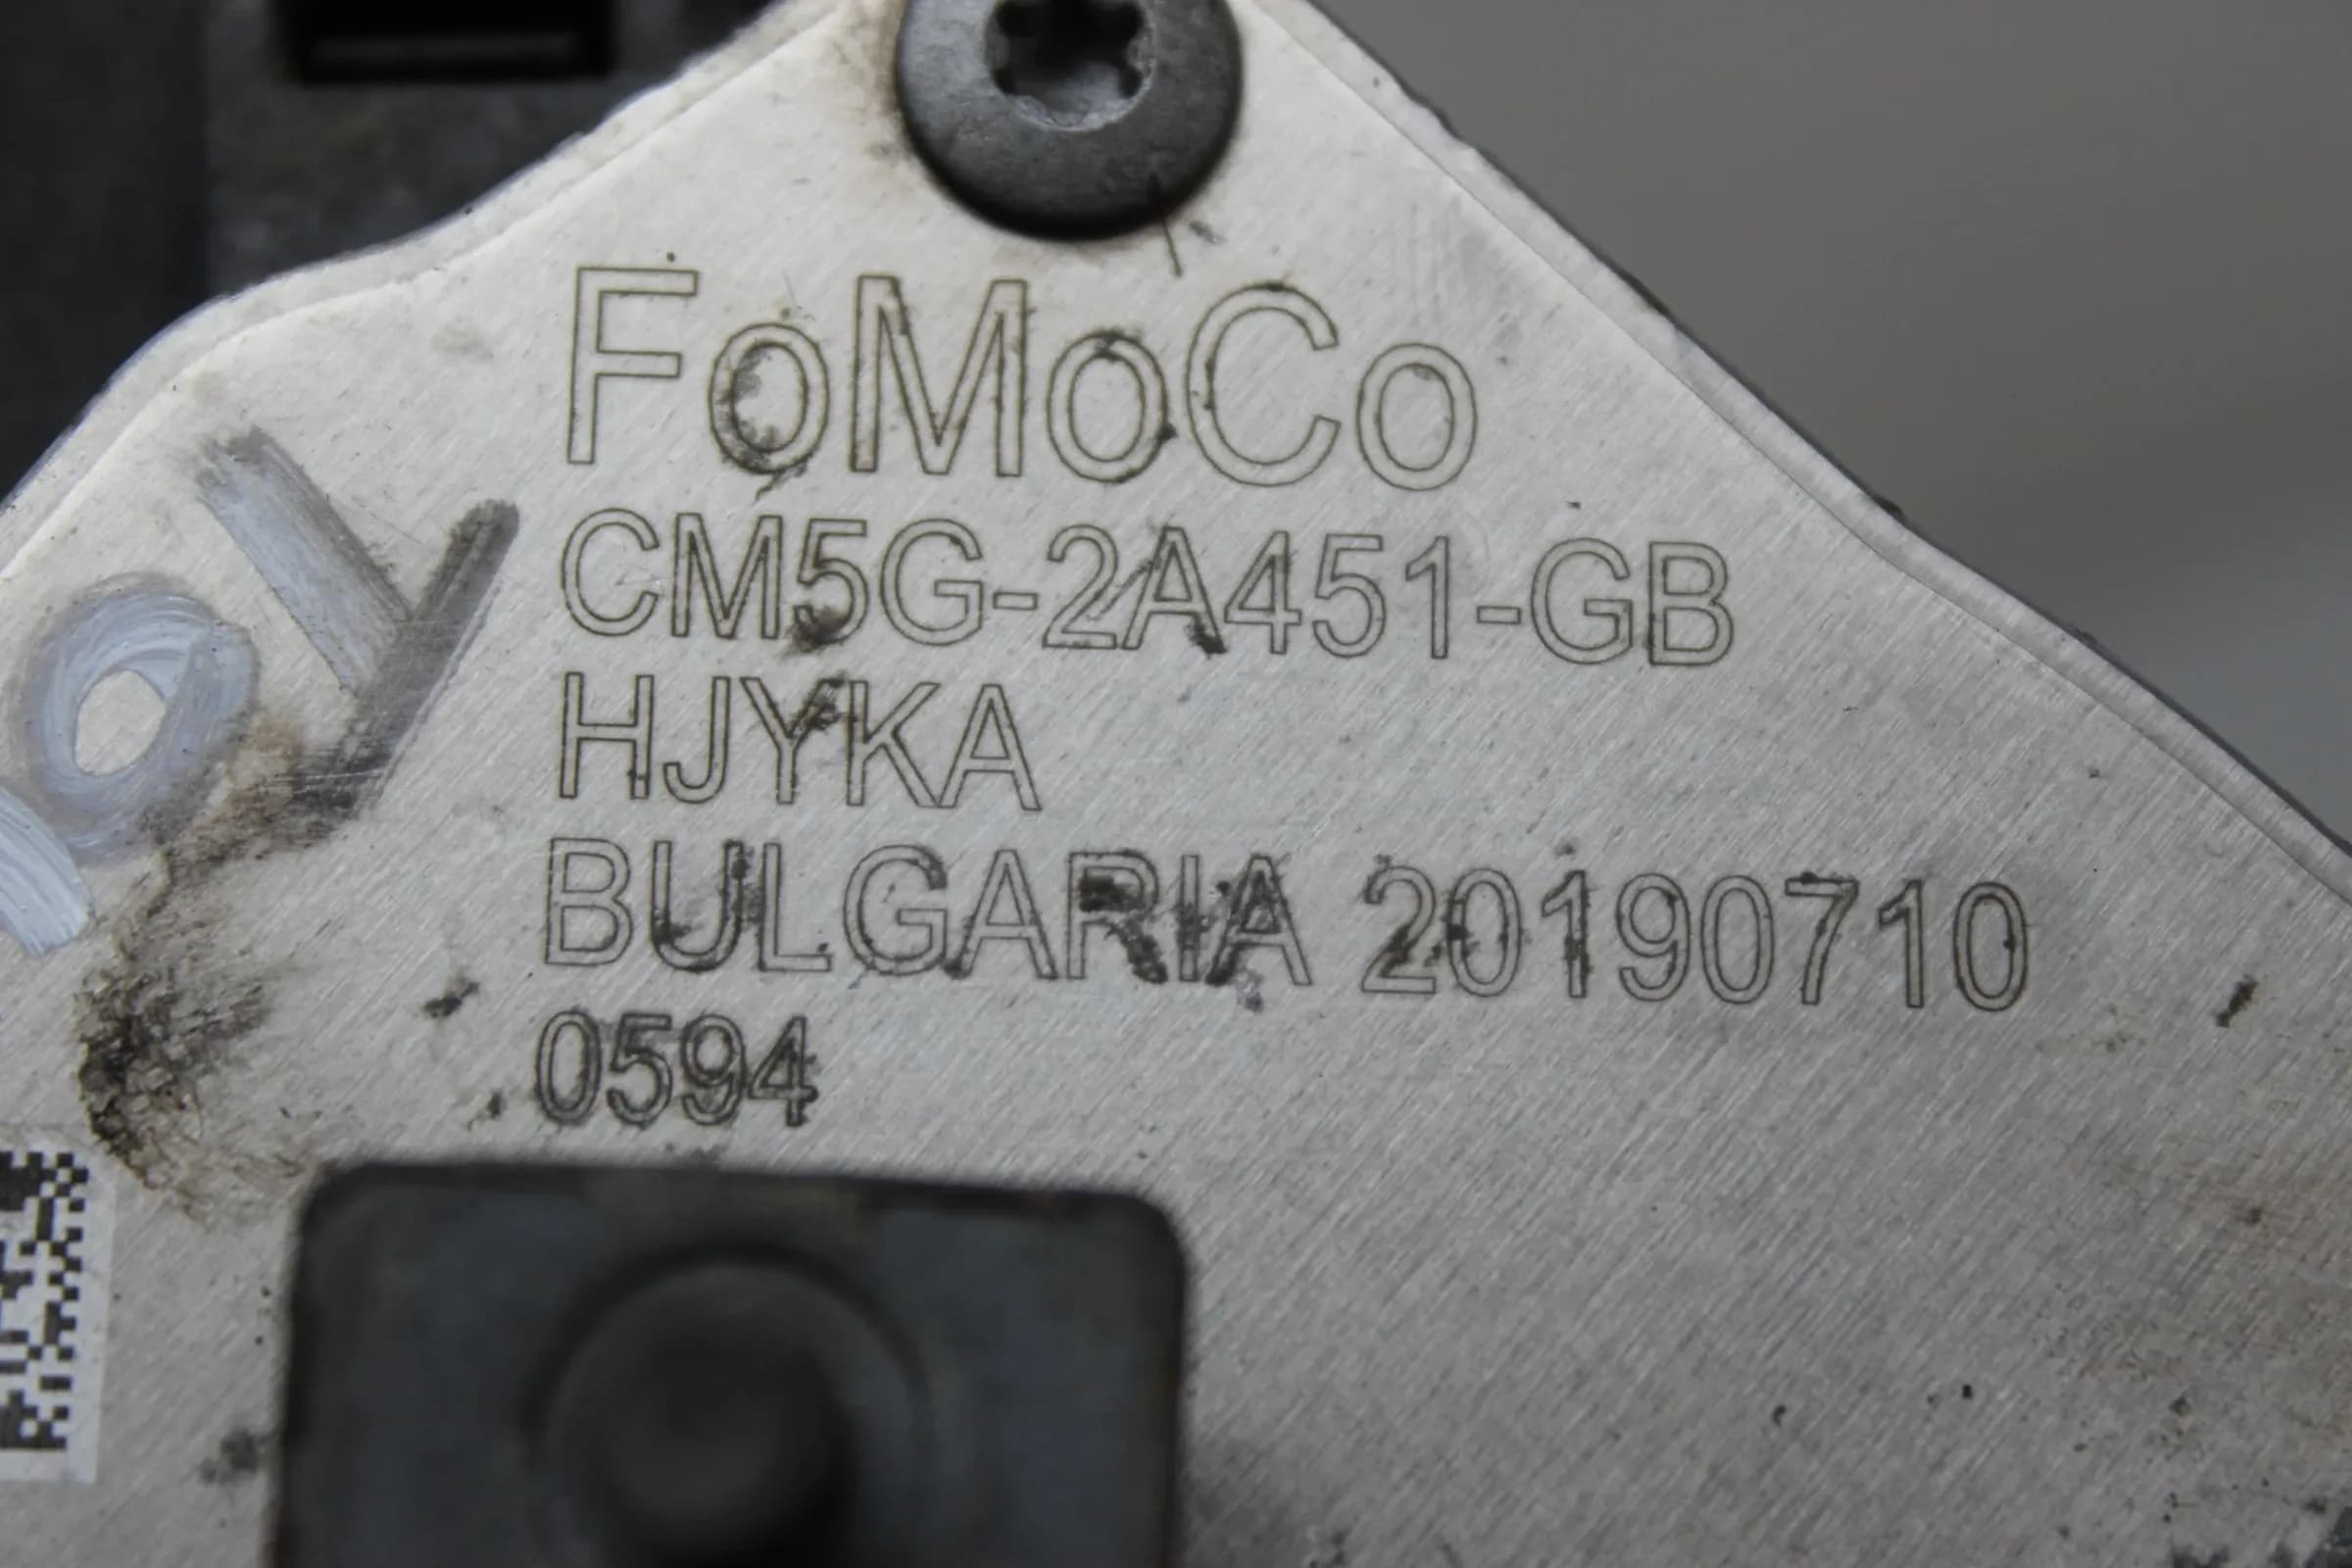 FoMoCo
CM5G-2A451-GB
HJYKA
BULGARIA 20190710
0594